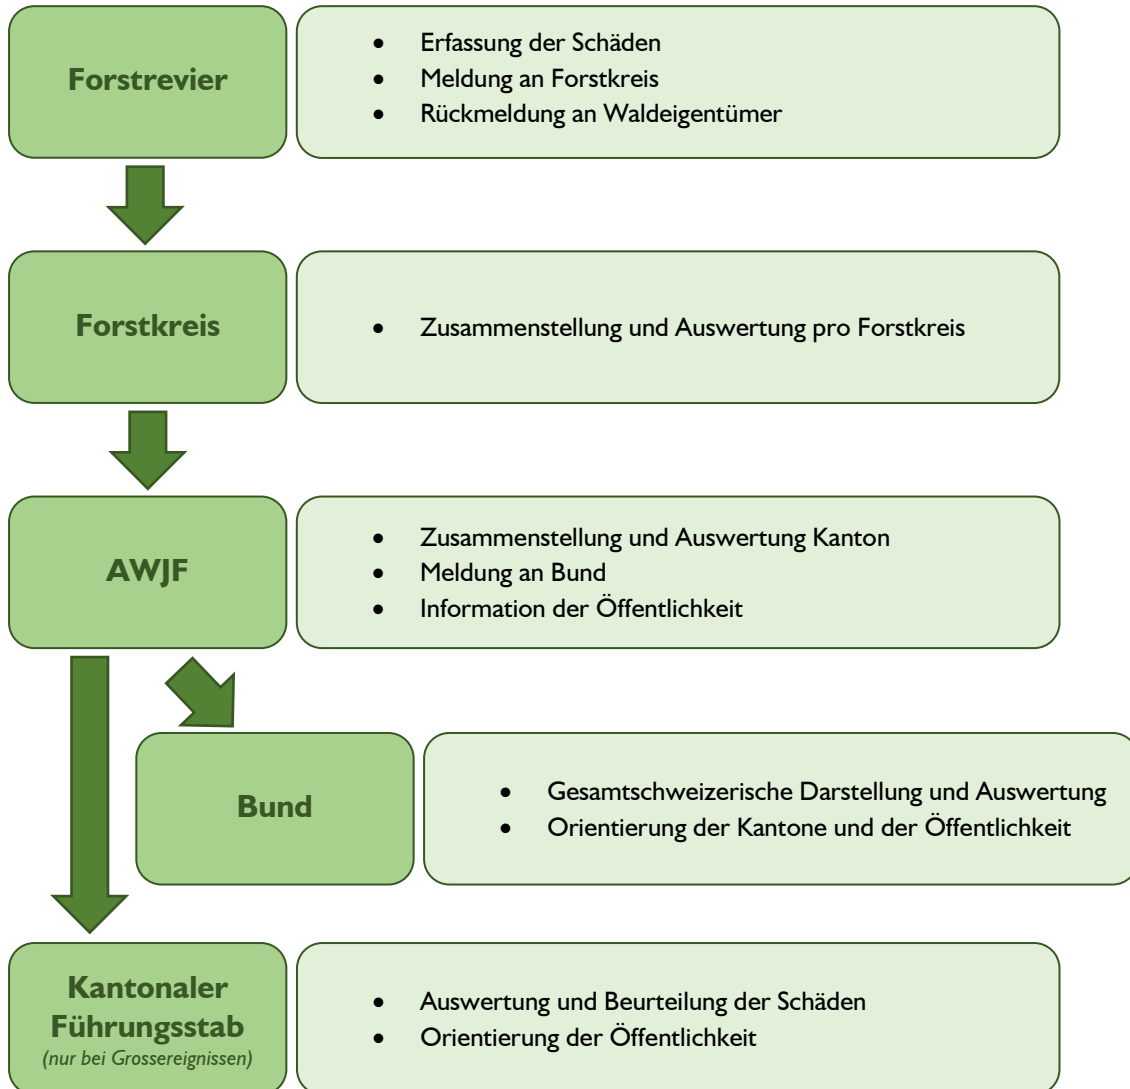 Forstrevier
• Erfassung der Schäden
• Meldung an Forstkreis
• Rückmeldung an Waldeigentümer
Forstkreis
• Zusammenstellung und Auswertung pro Forstkreis
AWJF
• Zusammenstellung und Auswertung Kanton
• Meldung an Bund
• Information der Öffentlichkeit
Bund
• Gesamtschweizerische Darstellung und Auswertung
• Orientierung der Kantone und der Öffentlichkeit
Kantonaler
Führungsstab
(nur bei Grossereignissen)
• Auswertung und Beurteilung der Schäden
• Orientierung der Öffentlichkeit